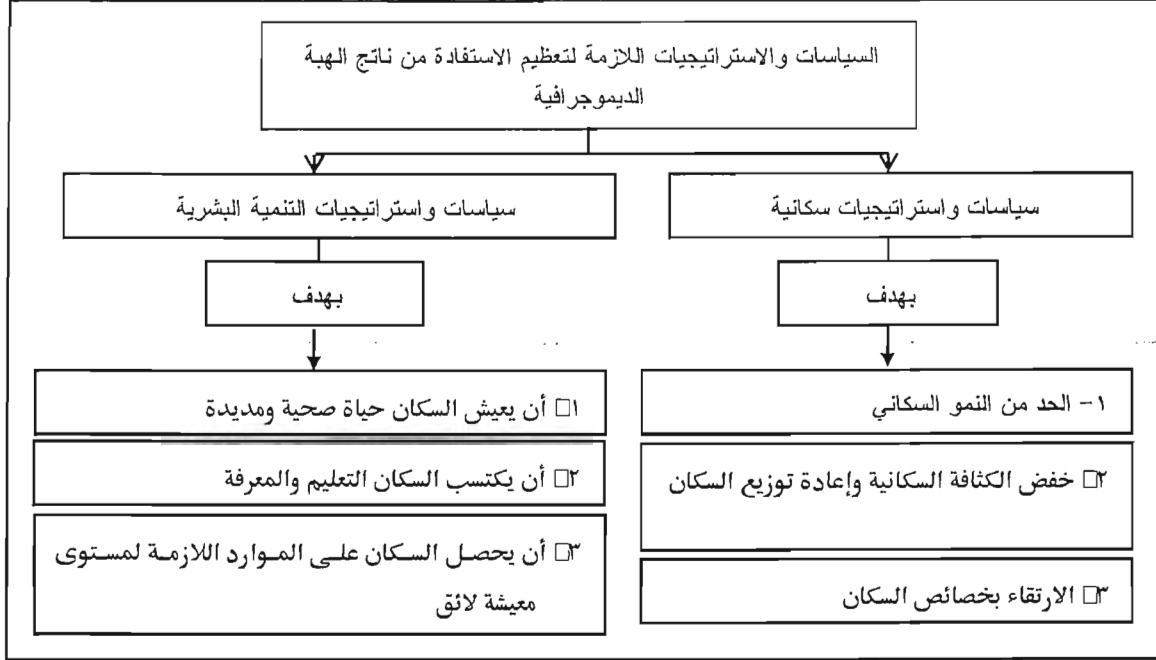 السياسات والاستراتيجيات اللازمة لتعظيم الاستفادة من ناتج الهبة
الديموجرافية
سياسات واستراتيجيات سكانية
سياسات واستراتيجيات التنمية البشرية
بهدف
بهدف
١- الحد من النمو السكاني
٢□ خفض الكثافة السكانية وإعادة توزيع السكان
٣□ الارتقاء بخصائص السكان
١□ أن يعيش السكان حياة صحية ومديدة
٢□ أن يكتسب السكان التعليم والمعرفة
٣□ أن يحصل السكان على الموارد اللازمة لمستوى
معيشة لائق